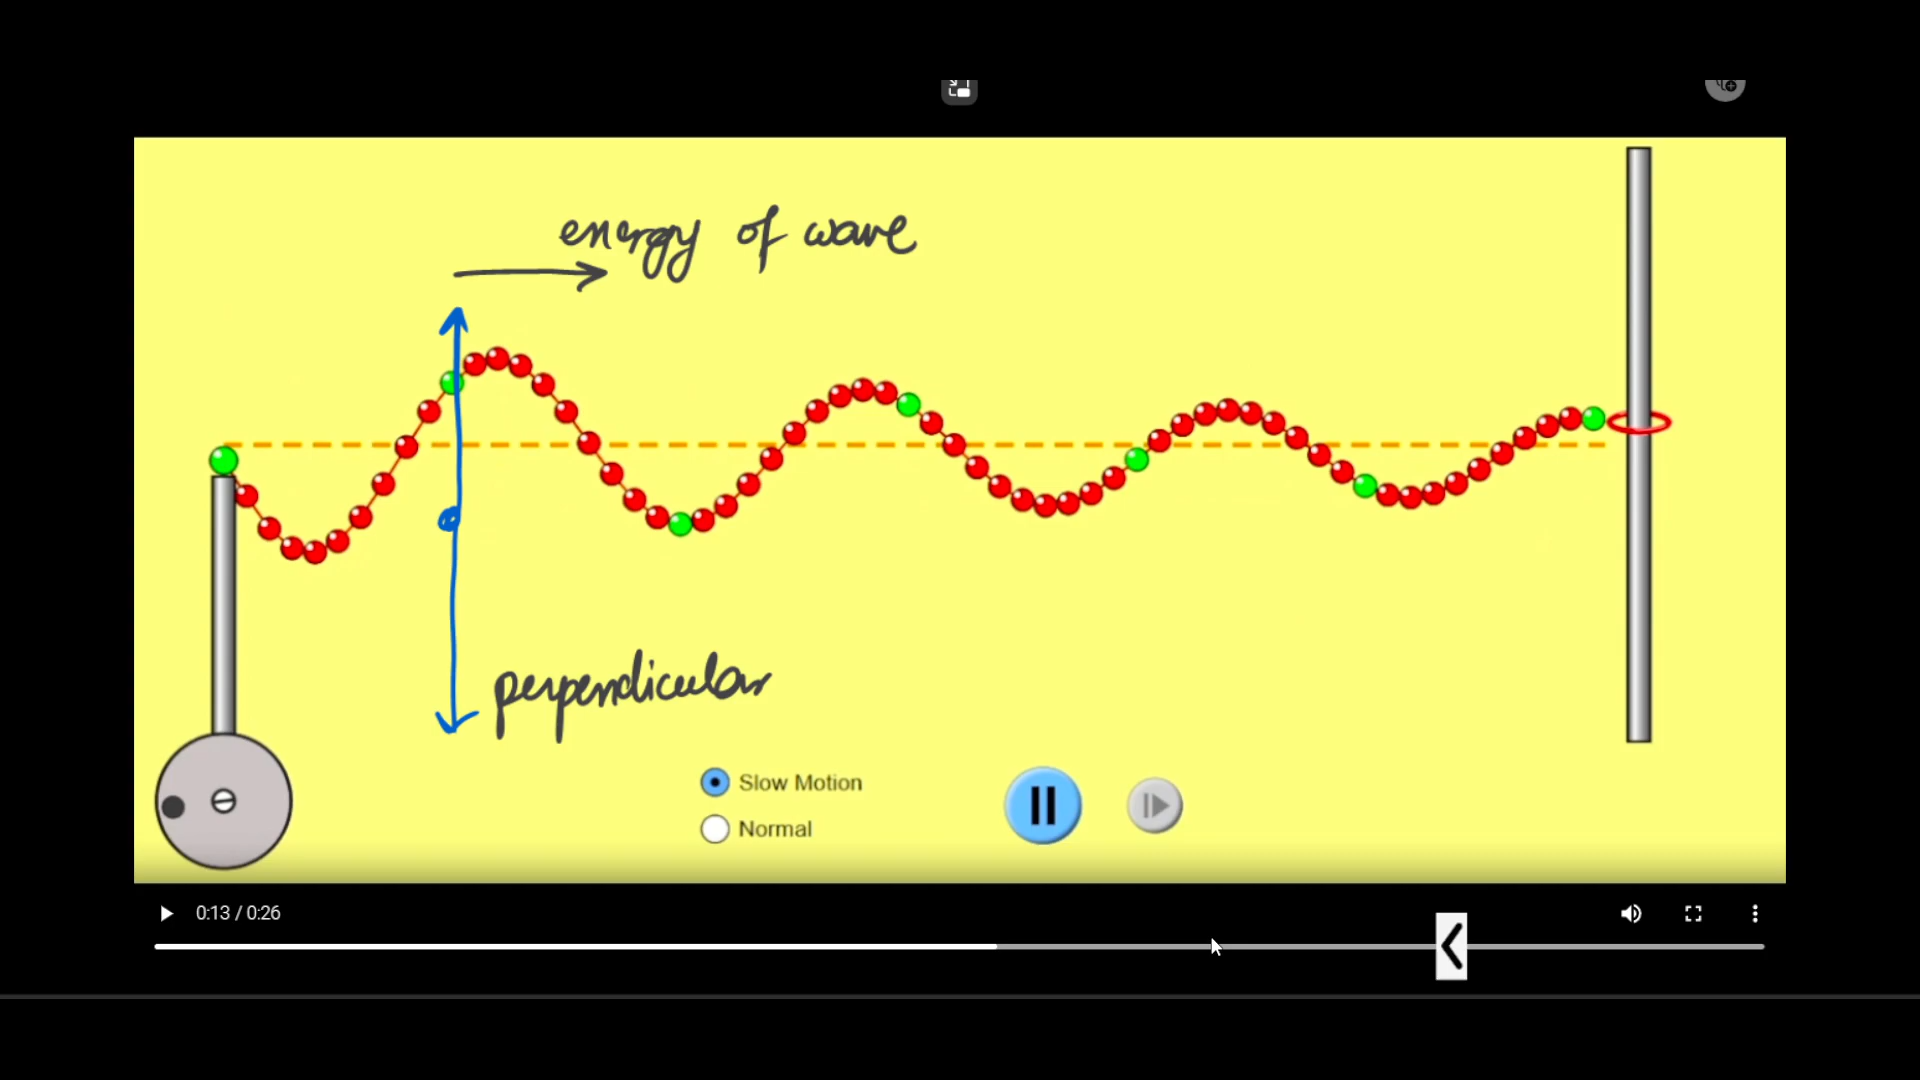 energy of wave
perpendicular
Slow Motion
Normal
0:13 / 0:26